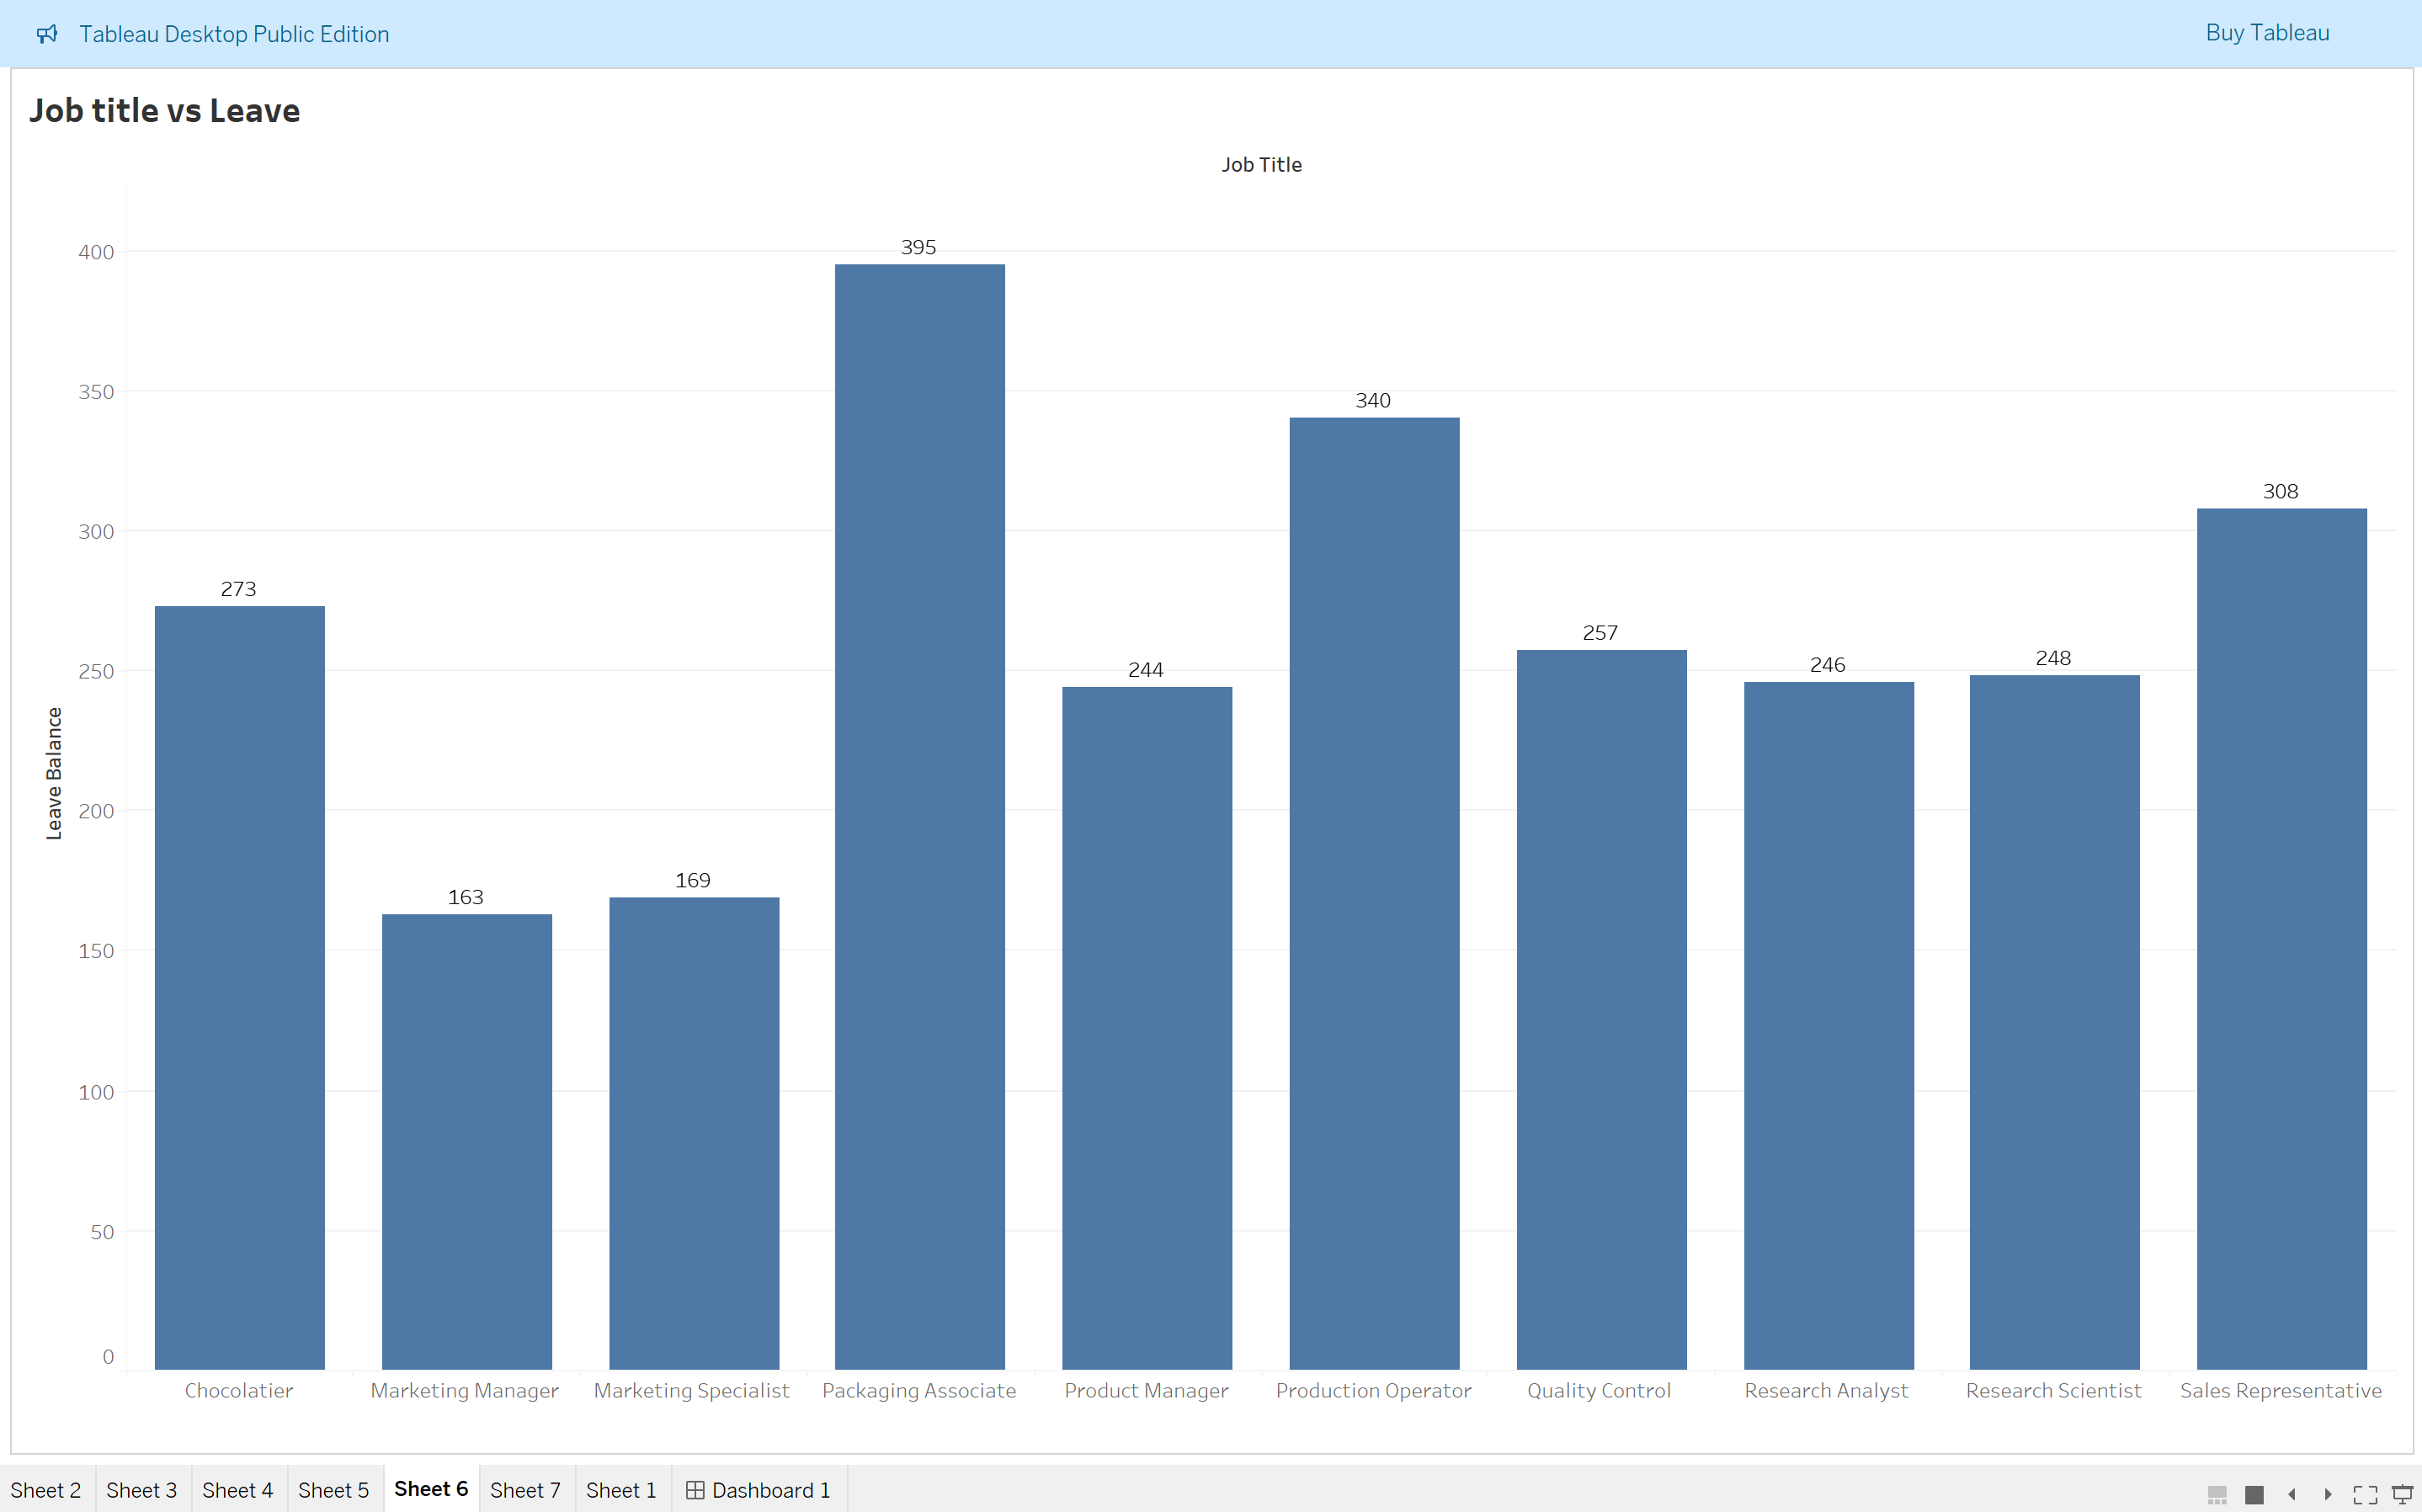 Tableau Desktop Public Edition
Buy Tableau
Job title vs Leave
Job Title
Leave Balance
400
350
300
250
200
150
100
50
0
273
163
169
395
244
340
257
246
248
308
Chocolatier
Marketing Manager
Marketing Specialist
Packaging Associate
Product Manager
Production Operator
Quality Control
Research Analyst
Research Scientist
Sales Representative
Sheet 2
Sheet 3
Sheet 4
Sheet 5
Sheet 6
Sheet 7
Sheet 1
Dashboard 1